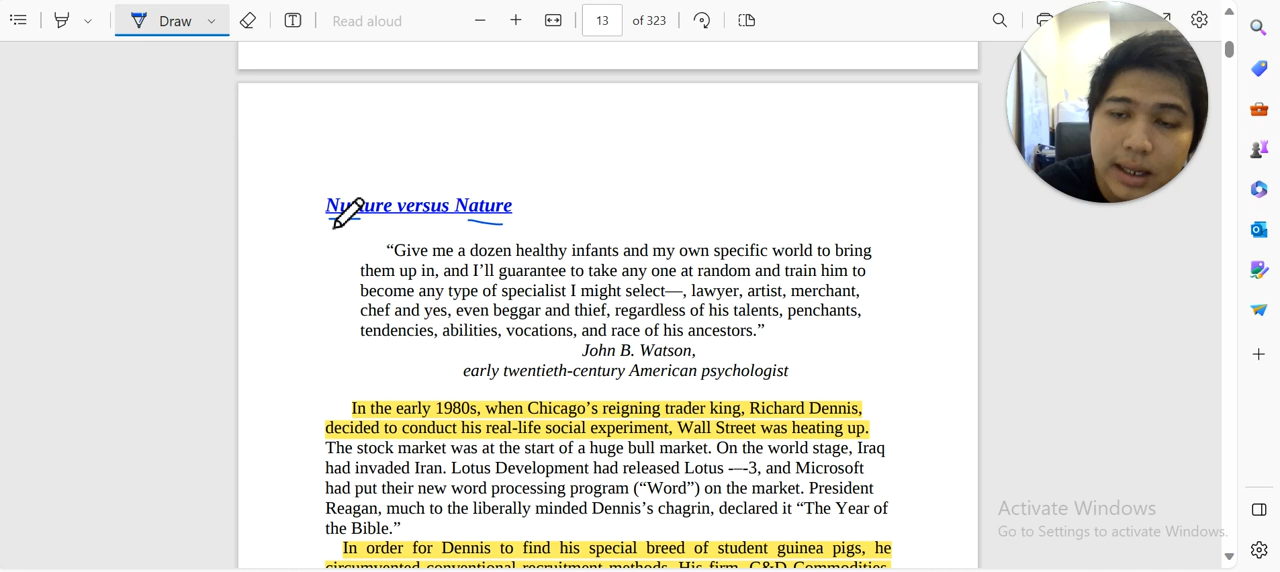 Draw
Read aloud
13 of 323
versus Nature
“Give me a dozen healthy infants and my own specific world to bring
them up in, and I’ll guarantee to take any one at random and train him to
become any type of specialist I might select—, lawyer, artist, merchant,
chef and yes, even beggar and thief, regardless of his talents, penchants,
tendencies, abilities, vocations, and race of his ancestors.”
John B. Watson,
early twentieth-century American psychologist
In the early 1980s, when Chicago’s reigning trader king, Richard Dennis,
decided to conduct his real-life social experiment, Wall Street was heating up.
The stock market was at the start of a huge bull market. On the world stage, Iraq
had invaded Iran. Lotus Development had released Lotus -–-3, and Microsoft
had put their new word processing program (“Word”) on the market. President
Reagan, much to the liberally minded Dennis’s chagrin, declared it “The Year of
the Bible.”
In order for Dennis to find his special breed of student guinea pigs, he
circumvented conventional recruitment methods. His firm, C&D Commodities,
Activate Windows
Go to Settings to activate Windows.